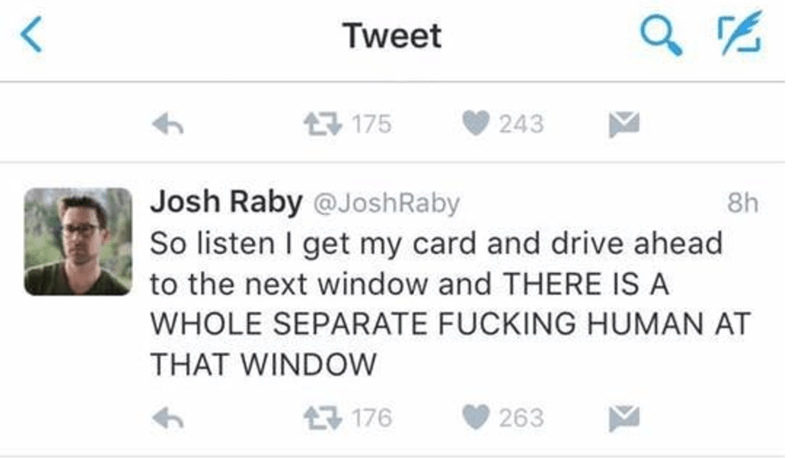 Tweet
175 243
Josh Raby @JoshRaby 8h
So listen I get my card and drive ahead
to the next window and THERE IS A
WHOLE SEPARATE FUCKING HUMAN AT
THAT WINDOW
176 263